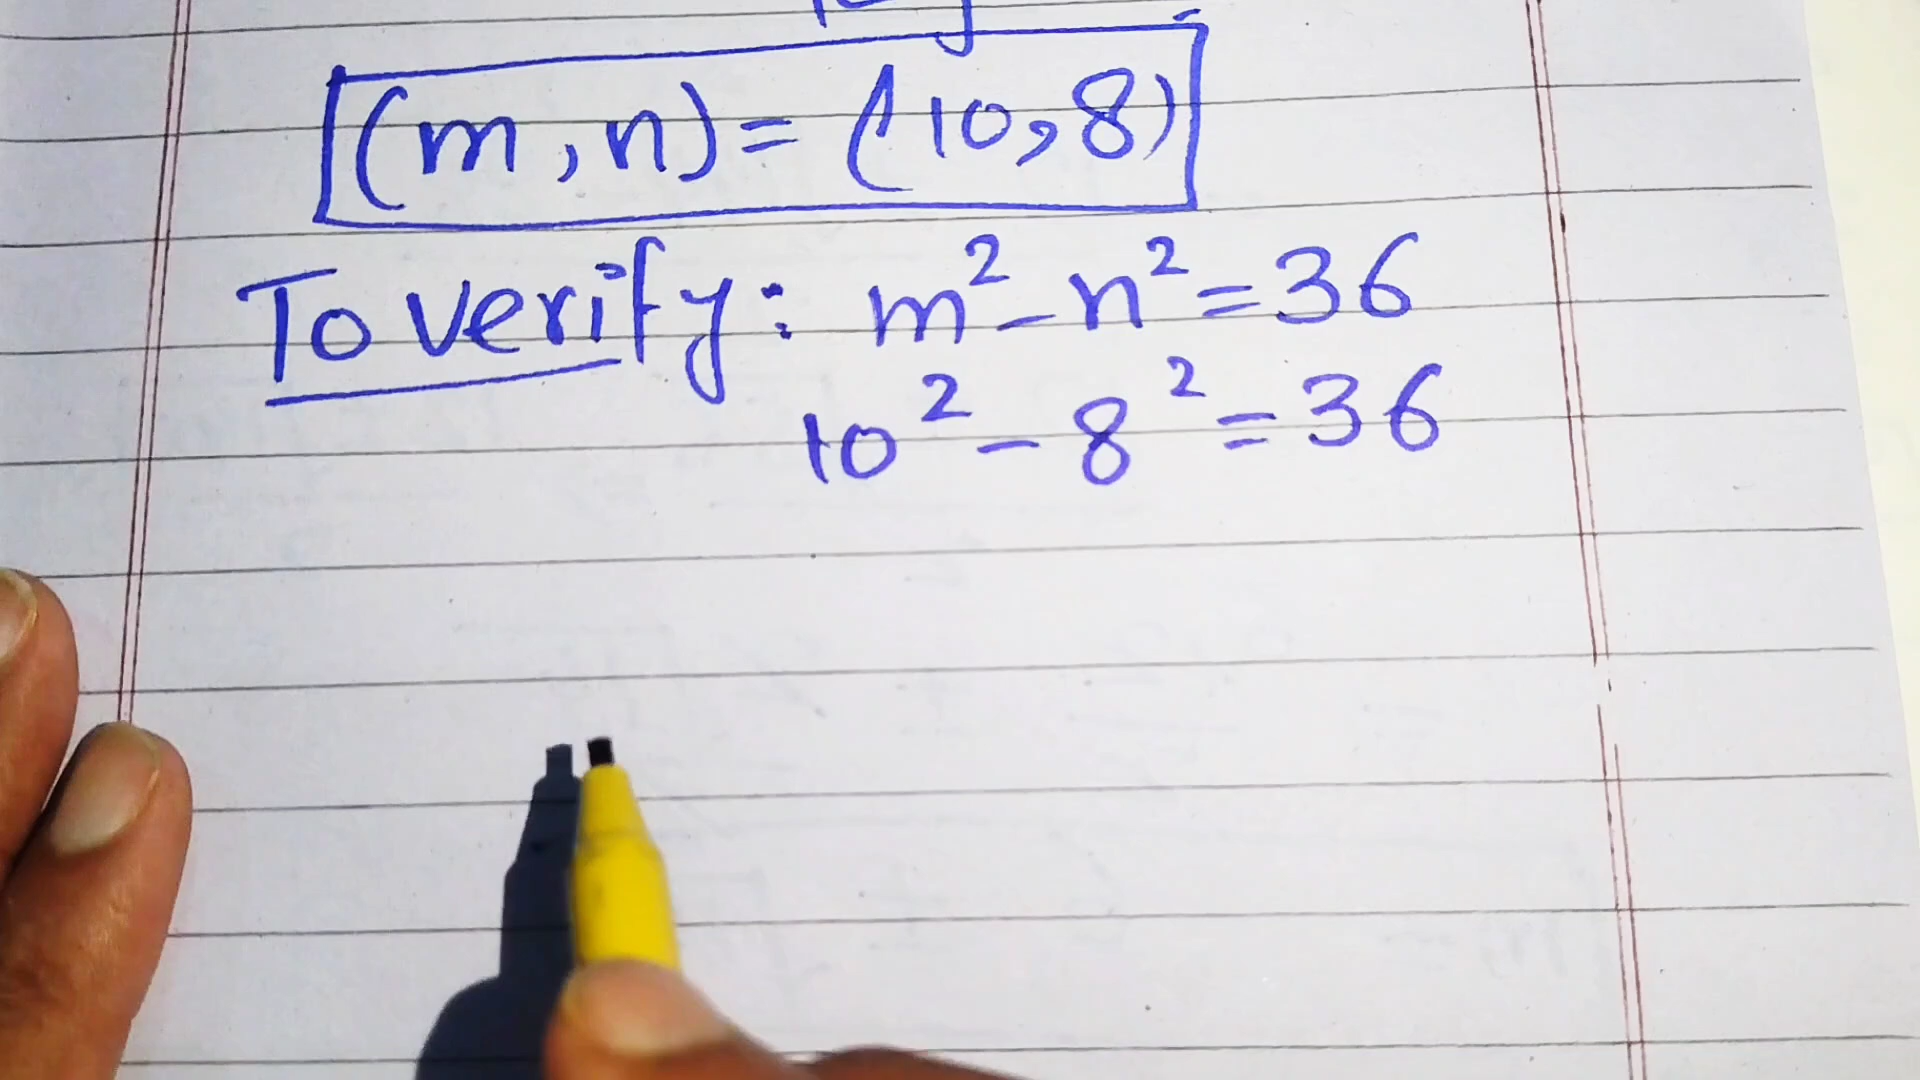 (m, n) = (10, 8)
To verify: m² - n² = 36
10² - 8² = 36